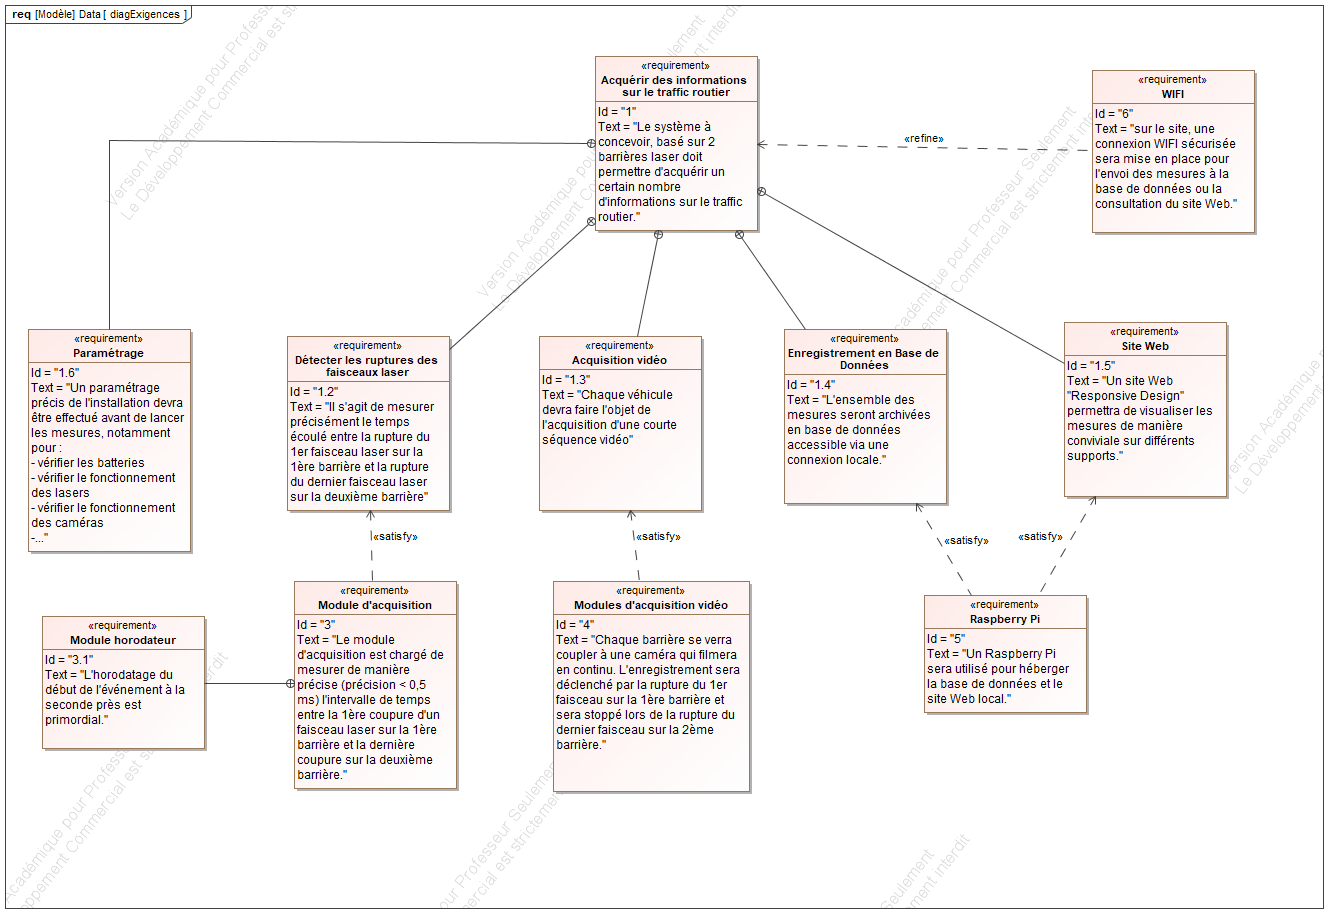 req [Modèle] Data [ diagExigences ]
«requirement»
Acquérir des informations
sur le traffic routier
Id = "1"
Text = "Le système à
concevoir, basé sur 2
barrières laser doit
permettre d'acquérir un
certain nombre
d'informations sur le traffic
routier."
«refine»
«requirement»
WIFI
Id = "6"
Text = "sur le site, une
connexion WIFI sécurisée
sera mise en place pour
l'envoi des mesures à la
base de données ou la
consultation du site Web."
«requirement»
Paramétrage
Id = "1.6"
Text = "Un paramétrage
précis de l'installation devra
être effectué avant de lancer
les mesures, notamment
pour :
- vérifier les batteries
- vérifier le fonctionnement
des lasers
- vérifier le fonctionnement
des caméras
-..."
«requirement»
Détecter les ruptures des
faisceaux laser
Id = "1.2"
Text = "Il s'agit de mesurer
précisément le temps
écoulé entre la rupture du
1er faisceau laser sur la
1ère barrière et la rupture
du dernier faisceau laser
sur la deuxième barrière"
«requirement»
Acquisition vidéo
Id = "1.3"
Text = "Chaque véhicule
devra faire l'objet de
l'acquisition d'une courte
séquence vidéo"
«requirement»
Enregistrement en Base de
Données
Id = "1.4"
Text = "L'ensemble des
mesures seront archivées
en base de données
accessible via une
connexion locale."
«requirement»
Site Web
Id = "1.5"
Text = "Un site Web
"Responsive Design"
permettra de visualiser les
mesures de manière
conviviale sur différents
supports."
«satisfy»
«satisfy»
«satisfy»
«satisfy»
«requirement»
Module horodateur
Id = "3.1"
Text = "L'horodatage du
début de l'événement à la
seconde près est
primordial."
«requirement»
Module d'acquisition
Id = "3"
Text = "Le module
d'acquisition est chargé de
mesurer de manière
précise (précision < 0,5
ms) l'intervalle de temps
entre la 1ère coupure d'un
faisceau laser sur la 1ère
barrière et la dernière
coupure sur la deuxième
barrière."
«requirement»
Modules d'acquisition vidéo
Id = "4"
Text = "Chaque barrière se verra
coupler à une caméra qui filmera
en continu. L'enregistrement sera
déclenché par la rupture du 1er
faisceau sur la 1ère barrière et
sera stoppé lors de la rupture du
dernier faisceau sur la 2ème
barrière."
«requirement»
Raspberry Pi
Id = "5"
Text = "Un Raspberry Pi
sera utilisé pour héberger
la base de données et le
site Web local."
Version Académique pour Professeur Seulement
Le Développement Commercial est strictement interdit